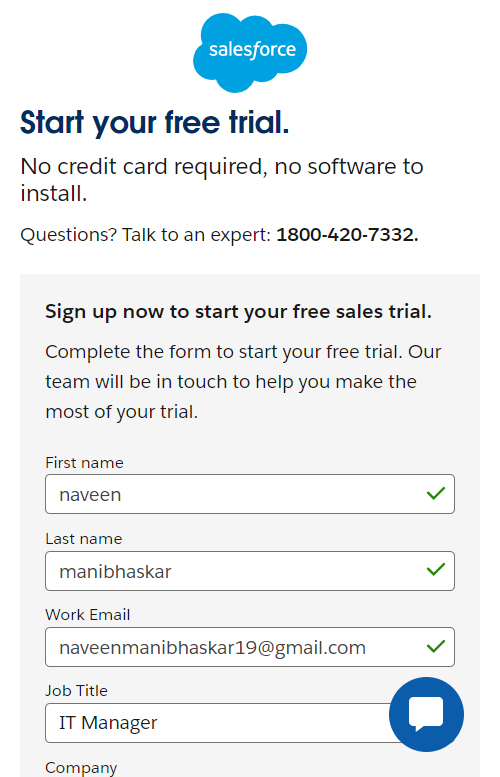 salesforce
Start your free trial.
No credit card required, no software to
install.
Questions? Talk to an expert: 1800-420-7332.
Sign up now to start your free sales trial.
Complete the form to start your free trial. Our
team will be in touch to help you make the
most of your trial.
First name
naveen
Last name
manibhaskar
Work Email
naveenmanibhaskar19@gmail.com
Job Title
IT Manager
Company